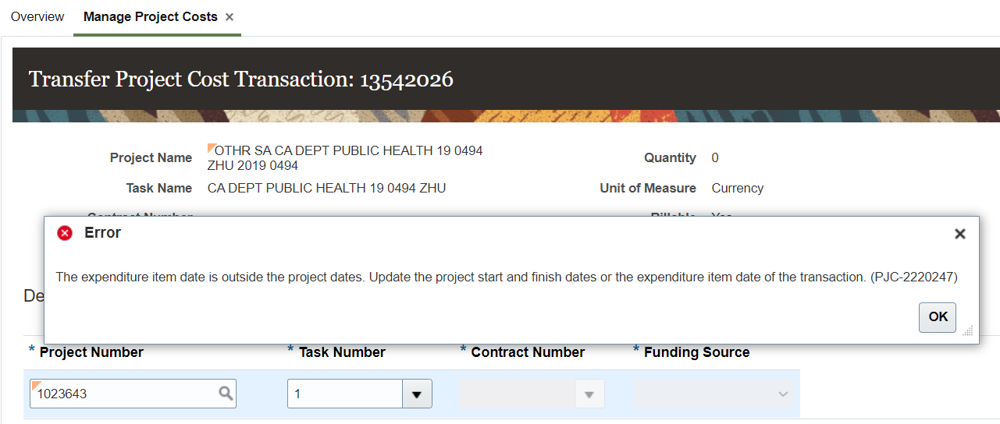 Overview Manage Project Costs ×
Transfer Project Cost Transaction: 13542026
Project Name OTHR SA CA DEPT PUBLIC HEALTH 19 0494 Quantity 0
ZHU 2019 0494
Task Name CA DEPT PUBLIC HEALTH 19 0494 ZHU Unit of Measure Currency
Contract Number Billable Yes
Error
The expenditure item date is outside the project dates. Update the project start and finish dates or the expenditure item date of the transaction. (PJC-2220247)
De
OK
* Project Number * Task Number * Contract Number * Funding Source
1023643 1